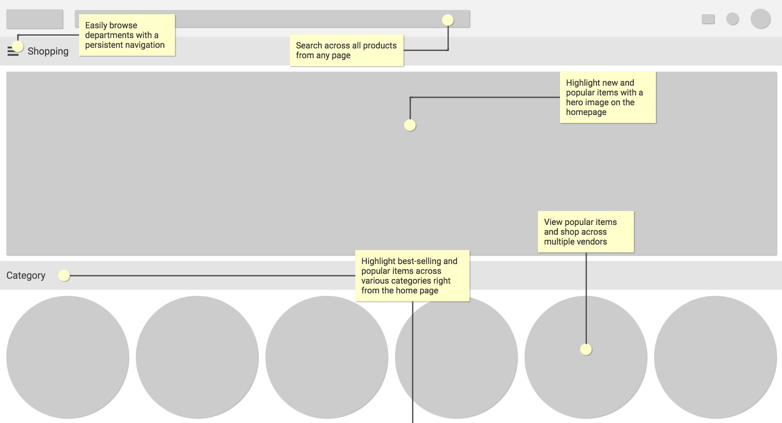 Easily browse
departments with a
persistent navigation
Search across all products
from any page
Shopping
Highlight new and
popular items with a
hero image on the
homepage
View popular items
and shop across
multiple vendors
Category
Highlight best-selling and
popular items across
various categories right
from the home page